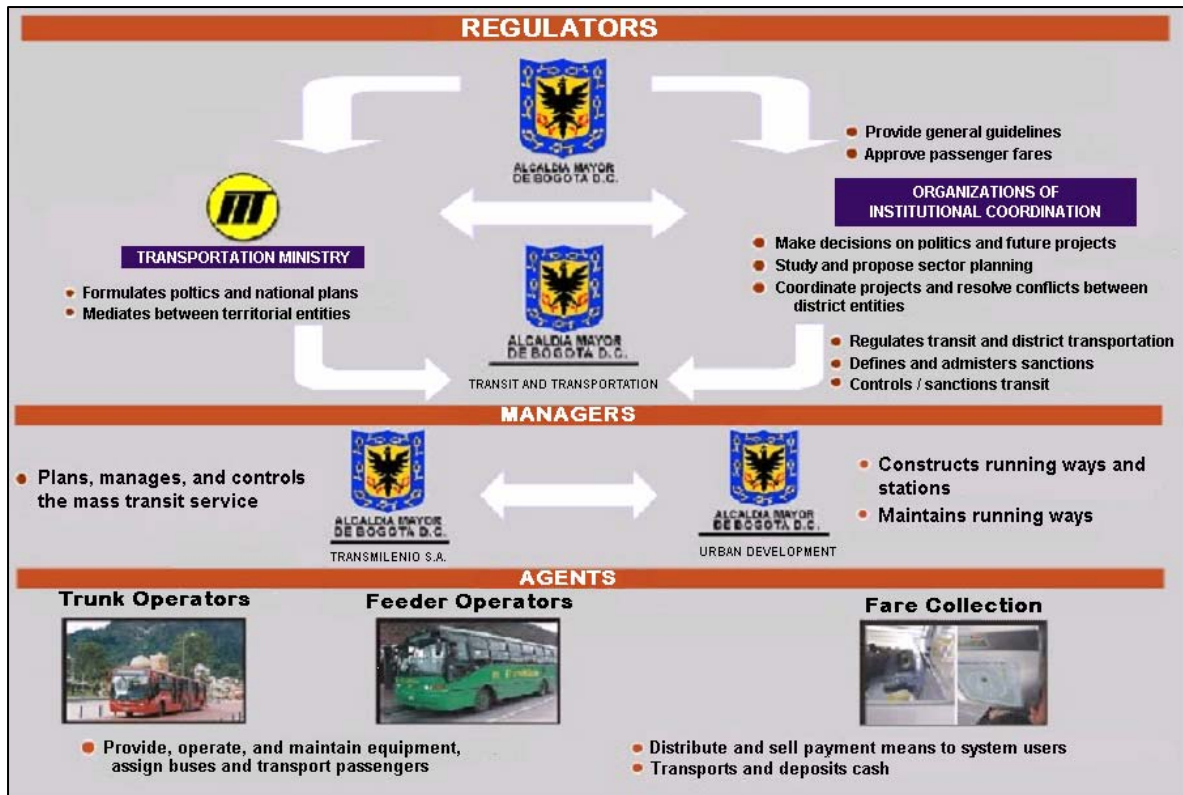 REGULATORS
ALCALDIA MAYOR
DE BOGOTA D.C.
Provide general guidelines
Approve passenger fares
TRANSPORTATION MINISTRY
Formulates poltics and national plans
Mediates between territorial entities
ORGANIZATIONS OF
INSTITUTIONAL COORDINATION
Make decisions on politics and future projects
Study and propose sector planning
Coordinate projects and resolve conflicts between
district entities
ALCALDIA MAYOR
DE BOGOTA D.C.
TRANSIT AND TRANSPORTATION
Regulates transit and district transportation
Defines and admisters sanctions
Controls / sanctions transit
MANAGERS
Plans, manages, and controls
the mass transit service
ALCALDIA MAYOR
DE BOGOTA D.C.
TRANSMILENIO S.A.
ALCALDIA MAYOR
DE BOGOTA D.C.
URBAN DEVELOPMENT
Constructs running ways and
stations
Maintains running ways
AGENTS
Trunk Operators
Feeder Operators
Fare Collection
Provide, operate, and maintain equipment,
assign buses and transport passengers
Distribute and sell payment means to system users
Transports and deposits cash